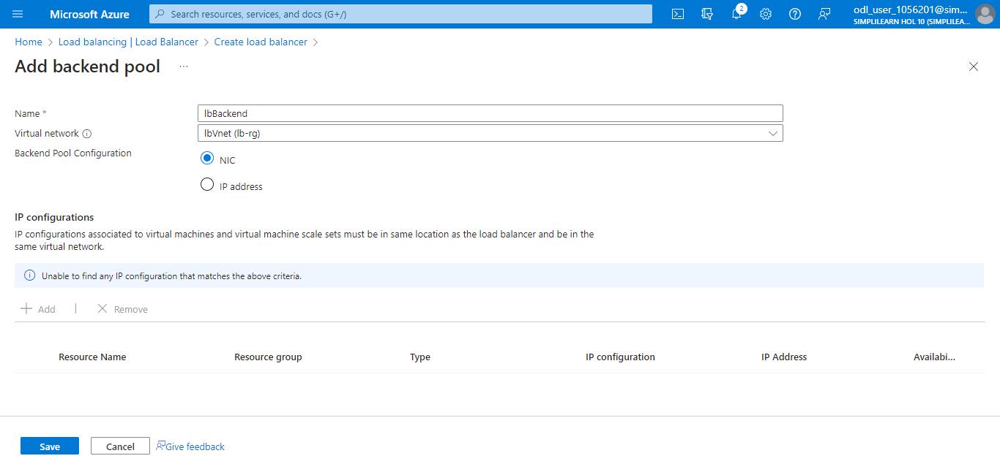 Microsoft Azure
Search resources, services, and docs (G+/)
2
odl_user_1056201@sim...
SIMPLILEARN HOL 10 (SIMPLILEA...
Home > Load balancing | Load Balancer > Create load balancer >
Add backend pool ...
Name *
lbBackend
Virtual network
lbVnet (lb-rg)
Backend Pool Configuration
NIC
IP address
IP configurations
IP configurations associated to virtual machines and virtual machine scale sets must be in same location as the load balancer and be in the
same virtual network.
Unable to find any IP configuration that matches the above criteria.
Add | Remove
Resource Name Resource group Type IP configuration IP Address Availabi...
Save Cancel Give feedback